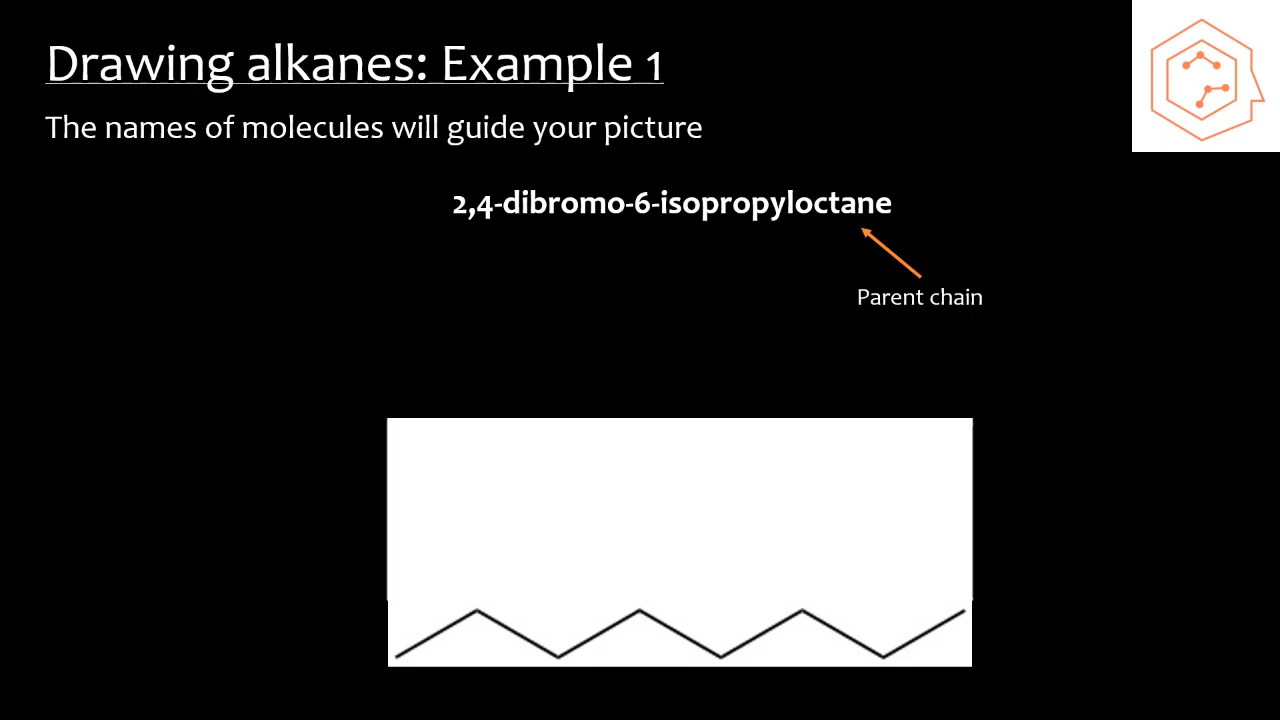 Drawing alkanes: Example 1
The names of molecules will guide your picture
2,4-dibromo-6-isopropyloctane
Parent chain